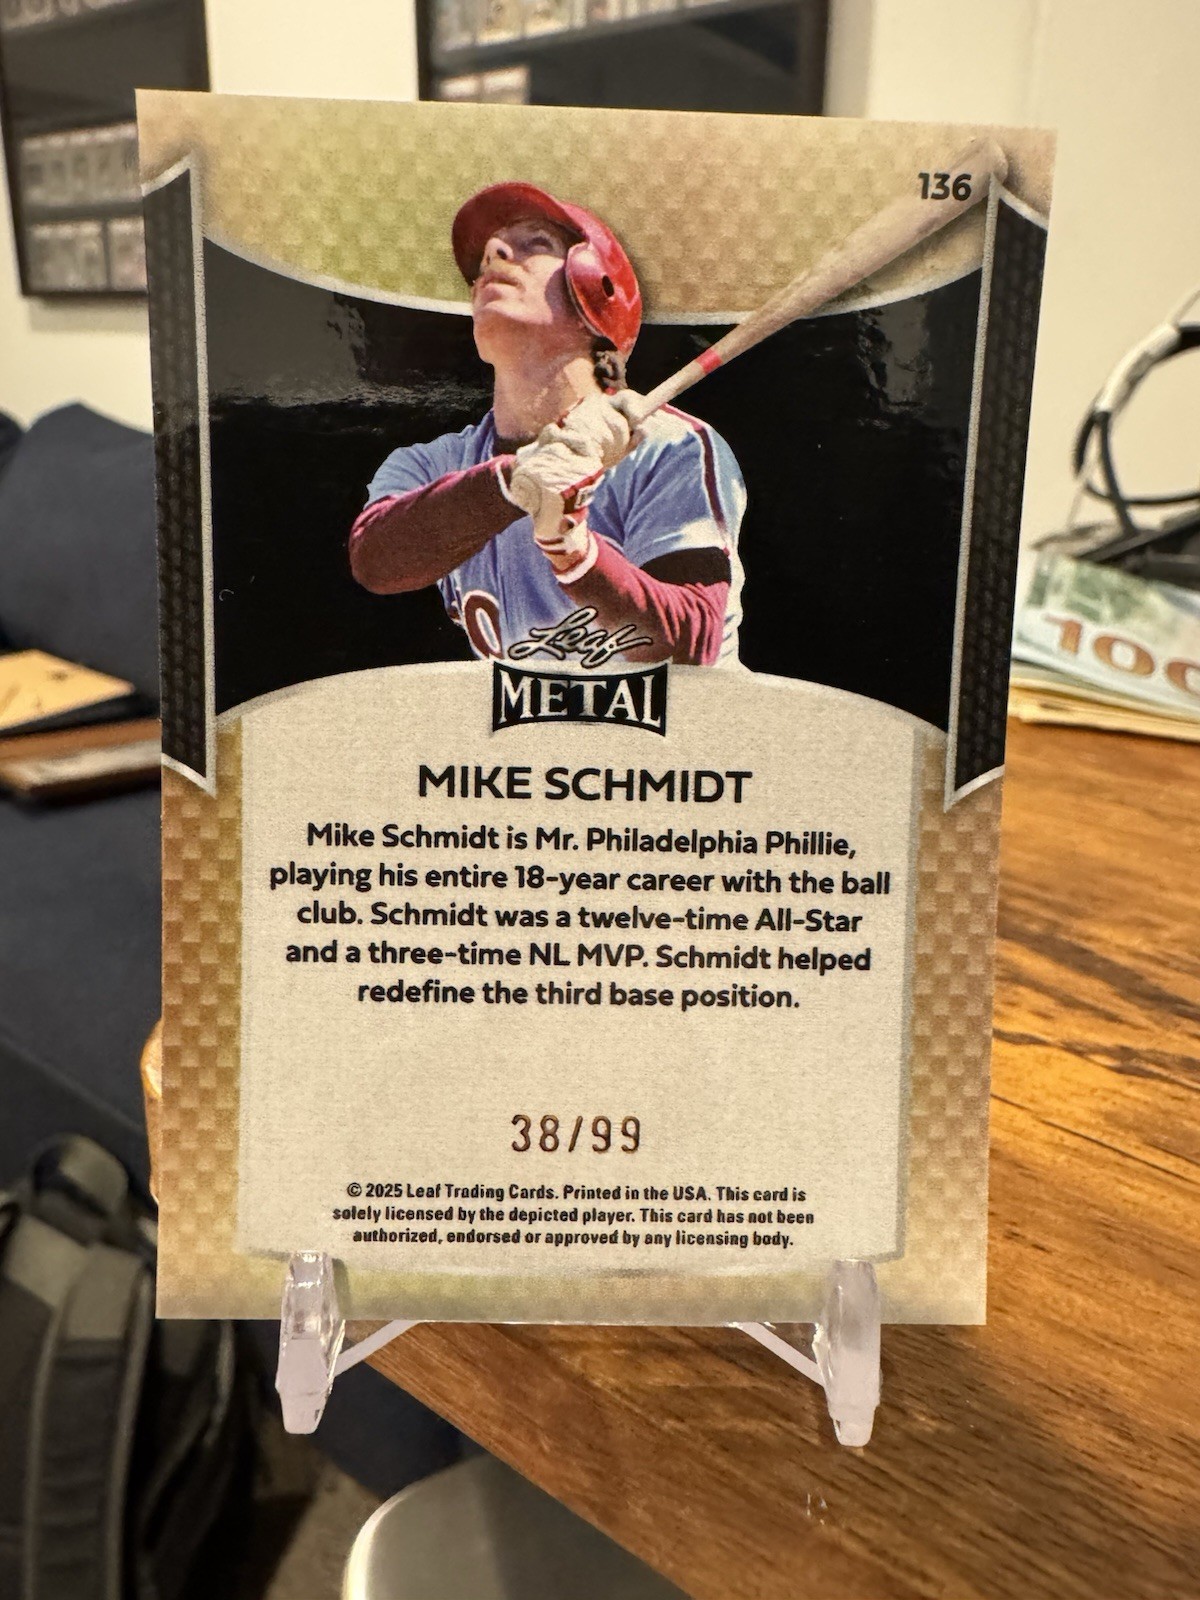 136
Leaf
METAL
MIKE SCHMIDT
Mike Schmidt is Mr. Philadelphia Phillie,
playing his entire 18-year career with the ball
club. Schmidt was a twelve-time All-Star
and a three-time NL MVP. Schmidt helped
redefine the third base position.
38/99
© 2025 Leaf Trading Cards. Printed in the USA. This card is
solely licensed by the depicted player. This card has not been
authorized, endorsed or approved by any licensing body.
100